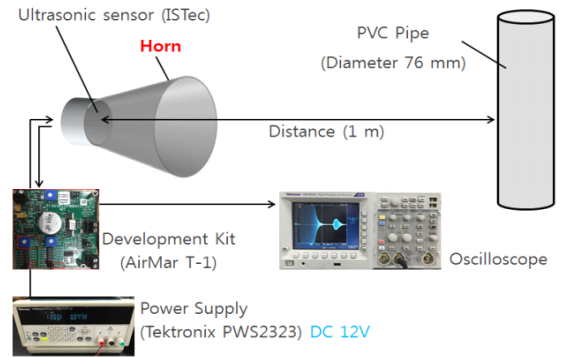 Ultrasonic sensor (ISTec)
Horn
PVC Pipe
(Diameter 76 mm)
Distance (1 m)
Development Kit
(AirMar T-1)
Oscilloscope
Power Supply
(Tektronix PWS2323) DC 12V